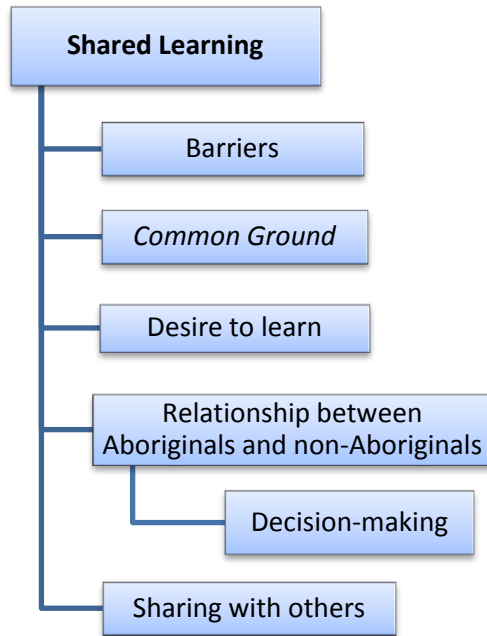 Shared Learning
Barriers
Common Ground
Desire to learn
Relationship between
Aboriginals and non-Aboriginals
Decision-making
Sharing with others